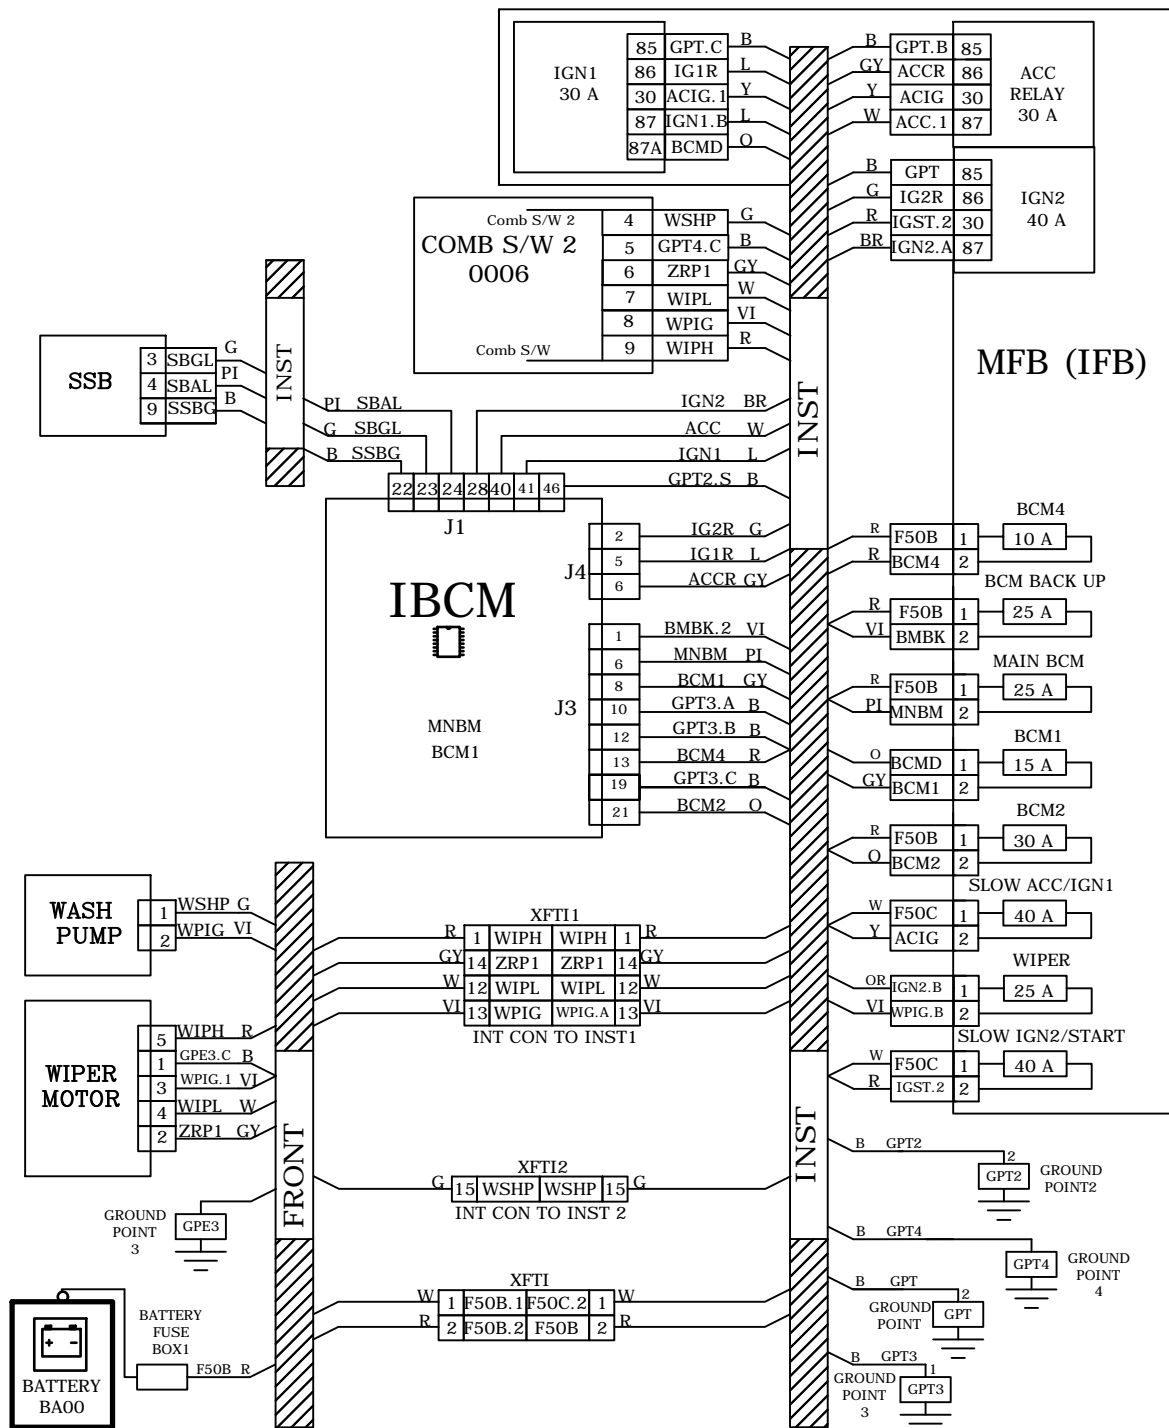 IGN1
30 A
85 GPT.C B
86 IG1R L
30 ACIG.1 Y
87 IGN1.B L
87A BCMD O
B GPT.B 85
GY ACCR 86
Y ACIG 30
W ACC.1 87
ACC
RELAY
30 A
B GPT 85
G IG2R 86
R IGST.2 30
BR IGN2.A 87
IGN2
40 A
Comb S/W 2
COMB S/W 2
0006
Comb S/W
4 WSHP G
5 GPT4.C B
6 ZRP1 GY
7 WIPL W
8 WPIG VI
9 WIPH R
MFB (IFB)
SSB
3 SBGL G
4 SBAL PI
9 SSBG B
INST
PI SBAL
G SBGL
B SSBG
IGN2 BR
ACC W
IGN1 L
GPT2.S B
INST
22 23 24 28 40 41 46
J1
IBCM
MNBM
BCM1
J4
2 IG2R G
5 IG1R L
6 ACCR GY
J3
1 BMBK.2 VI
6 MNBM PI
8 BCM1 GY
10 GPT3.A B
12 GPT3.B B
13 BCM4 R
19 GPT3.C B
21 BCM2 O
BCM4
R F50B 1 10 A
R BCM4 2
BCM BACK UP
R F50B 1 25 A
VI BMBK 2
MAIN BCM
R F50B 1 25 A
PI MNBM 2
BCM1
O BCMD 1 15 A
GY BCM1 2
BCM2
R F50B 1 30 A
O BCM2 2
SLOW ACC/IGN1
W F50C 1 40 A
Y ACIG 2
WIPER
OR IGN2.B 1 25 A
VI WPIG.B 2
SLOW IGN2/START
W F50C 1 40 A
R IGST.2 2
WASH
PUMP
1 WSHP G
2 WPIG VI
WIPER
MOTOR
5 WIPH R
1 GPE3.C B
3 WPIG.1 VI
4 WIPL W
2 ZRP1 GY
FRONT
XFTI1
R 1 WIPH WIPH 1 R
GY 14 ZRP1 ZRP1 14 GY
W 12 WIPL WIPL 12 W
VI 13 WPIG WPIG.A 13 VI
INT CON TO INST1
XFTI2
G 15 WSHP WSHP 15 G
INT CON TO INST 2
XFTI
W 1 F50B.1 F50C.2 1 W
R 2 F50B.2 F50B 2 R
INST
B GPT2 2
GPT2
GROUND
POINT2
B GPT4
GPT4
GROUND
POINT
4
B GPT 2
GPT
GROUND
POINT
B GPT3 1
GPT3
GROUND
POINT
3
GROUND
POINT
3
GPE3
BATTERY
FUSE
BOX1
F50B R
+ -
BATTERY
BA00